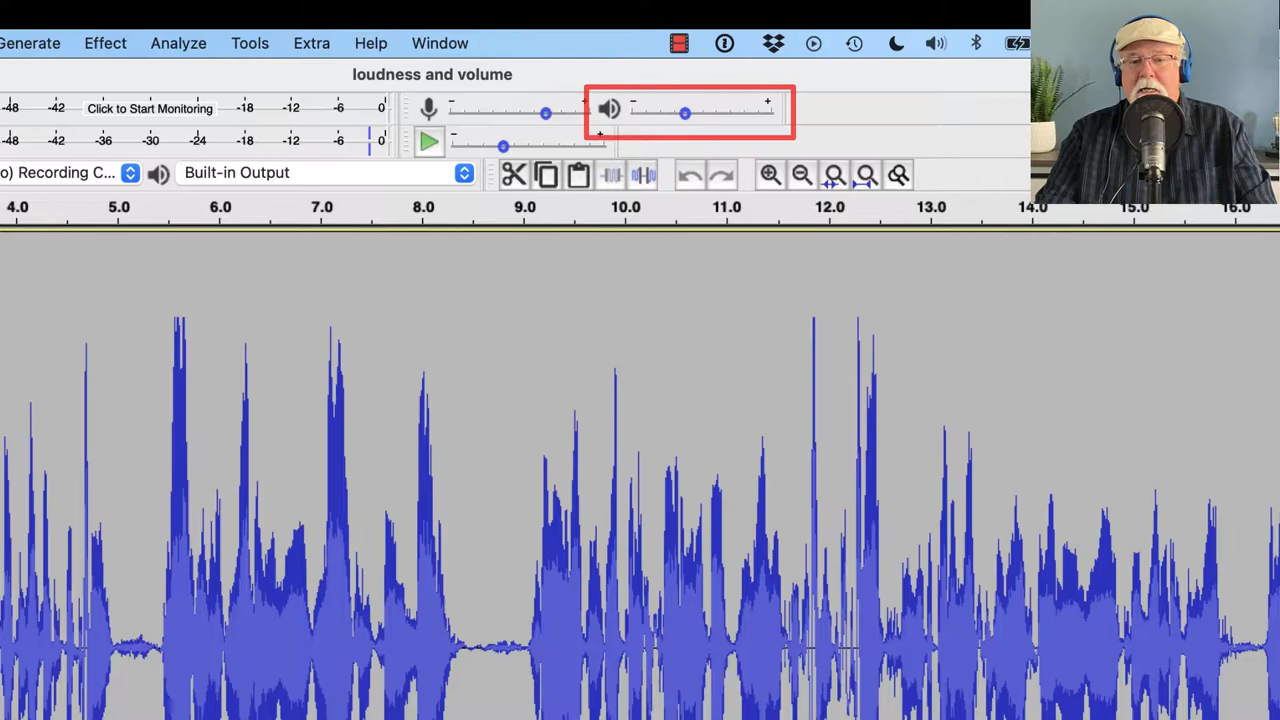 Generate Effect Analyze Tools Extra Help Window
loudness and volume
-48 -42 Click to Start Monitoring -18 -12 -6 0 - + - +
-48 -42 -36 -30 -24 -18 -12 -6 0 - +
o) Recording C... Built-in Output
4.0 5.0 6.0 7.0 8.0 9.0 10.0 11.0 12.0 13.0 14.0 15.0 16.0